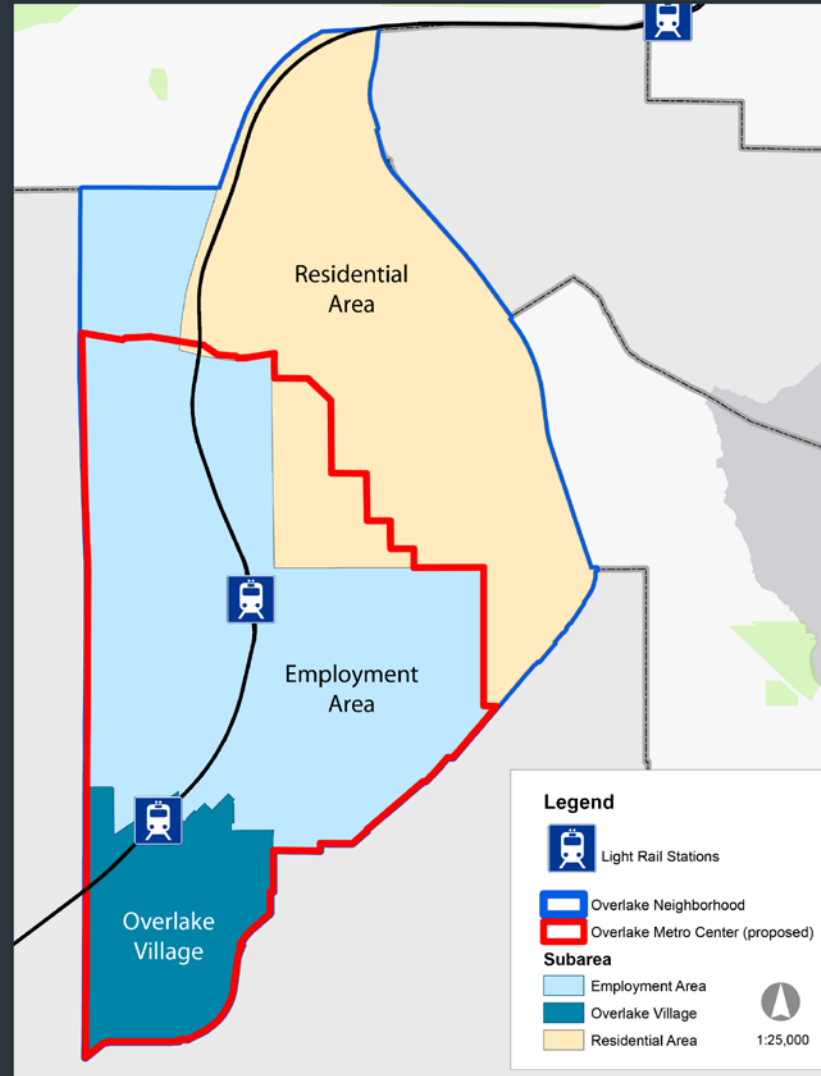 Residential
Area
Employment
Area
Overlake
Village
Legend
Light Rail Stations
Overlake Neighborhood
Overlake Metro Center (proposed)
Subarea
Employment Area
Overlake Village
Residential Area
1:25,000